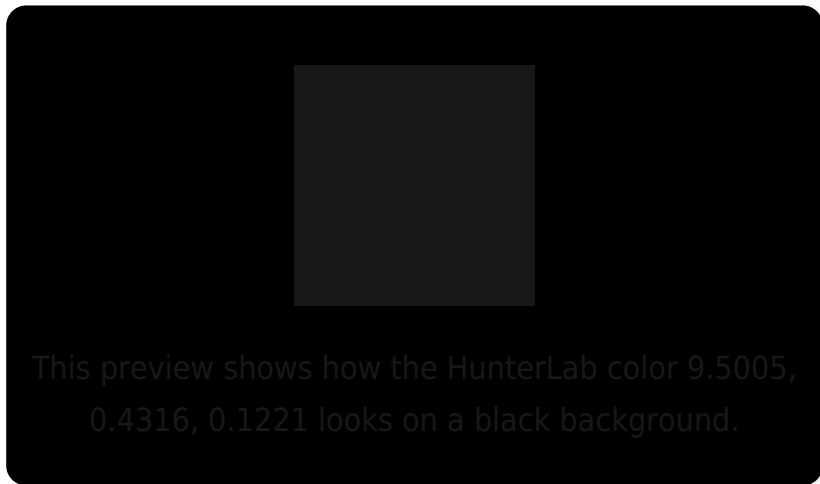 This preview shows how the HunterLab color 9.5005,
0.4316, 0.1221 looks on a black background.